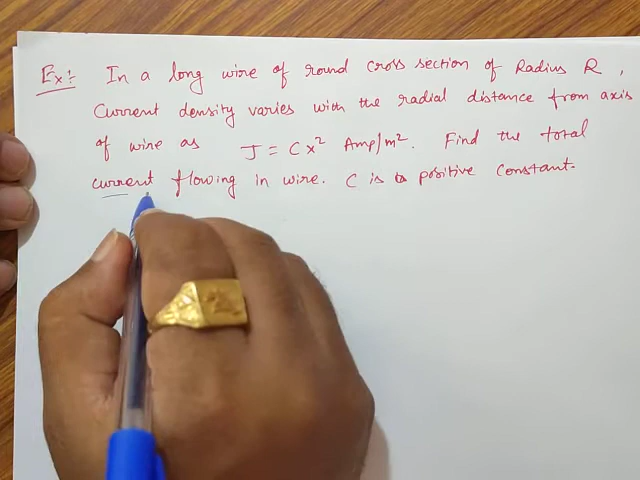 Ex:- In a long wire of round cross section of Radius R,
Current density varies with the radial distance from axis
of wire as J = Cx² Amp/m². Find the total
current flowing in wire. C is a positive constant.